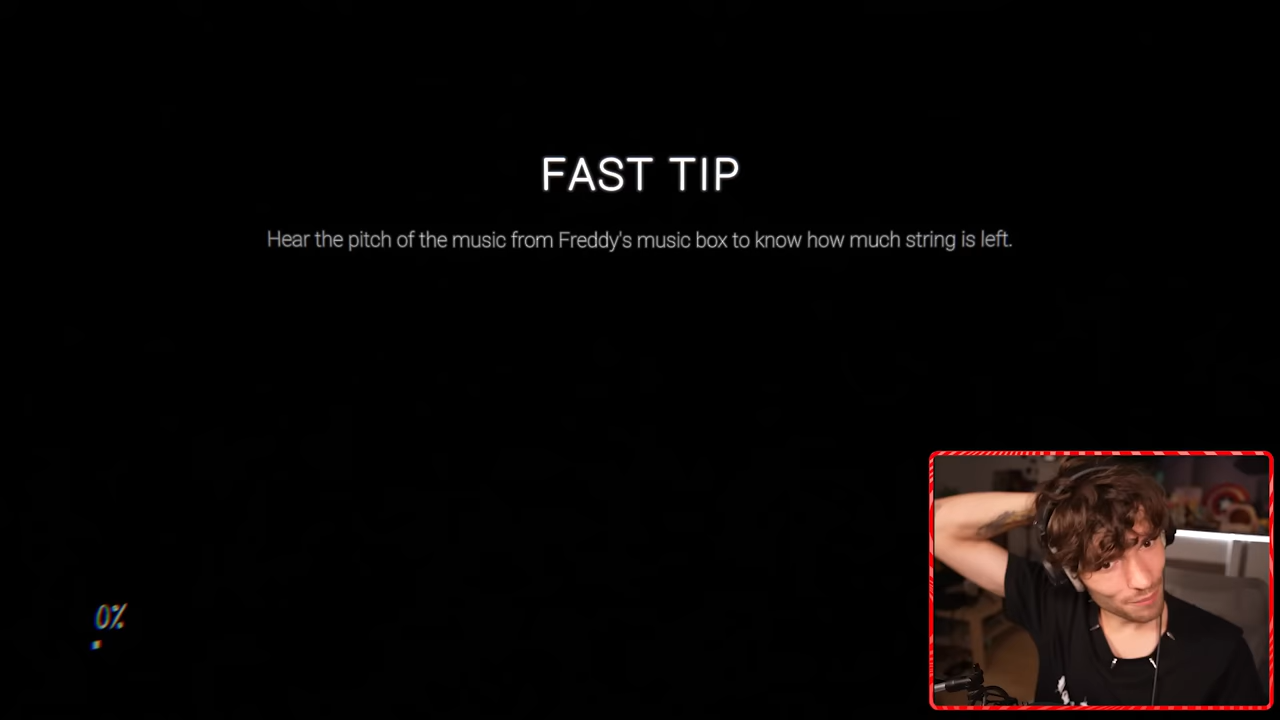 FAST TIP
Hear the pitch of the music from Freddy's music box to know how much string is left.
0%